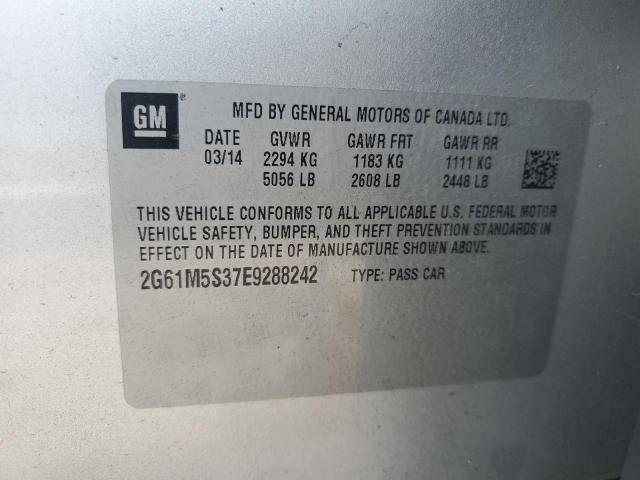 GM
MFD BY GENERAL MOTORS OF CANADA LTD.
DATE GVWR GAWR FRT GAWR RR
03/14 2294 KG 1183 KG 1111 KG
5056 LB 2608 LB 2448 LB
THIS VEHICLE CONFORMS TO ALL APPLICABLE U.S. FEDERAL MOTOR
VEHICLE SAFETY, BUMPER, AND THEFT PREVENTION STANDARDS IN
EFFECT ON THE DATE OF MANUFACTURE SHOWN ABOVE.
2G61M5S37E9288242 TYPE: PASS CAR